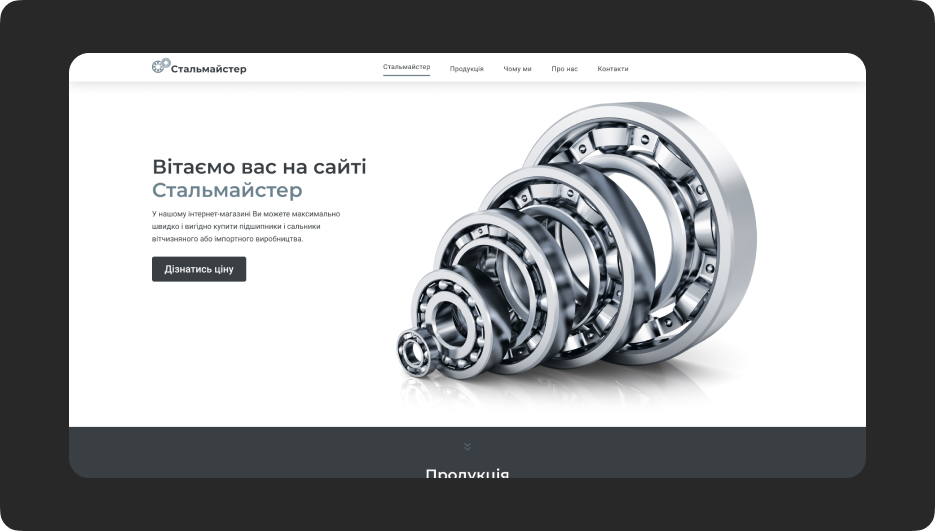 Стальмайстер
Стальмайстер Продукція Чому ми Про нас Контакти
Вітаємо вас на сайті
Стальмайстер
У нашому інтернет-магазині Ви можете максимально
швидко і вигідно купити підшипники і сальники
вітчизняного або імпортного виробництва.
Дізнатись ціну
Продукція